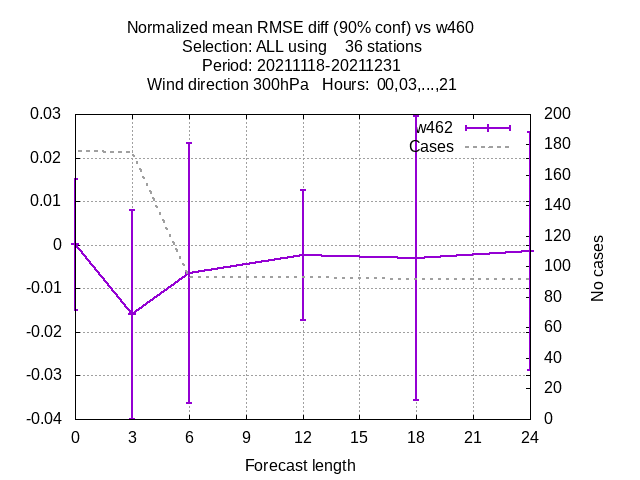 Normalized mean RMSE diff (90% conf) vs w460
Selection: ALL using    36 stations
Period: 20211118-20211231
Wind direction 300hPa   Hours:  00,03,...,21
w462
Cases
0.03
0.02
0.01
0
-0.01
-0.02
-0.03
-0.04
200
180
160
140
120
100
80
60
40
20
0
No cases
0 3 6 9 12 15 18 21 24
Forecast length